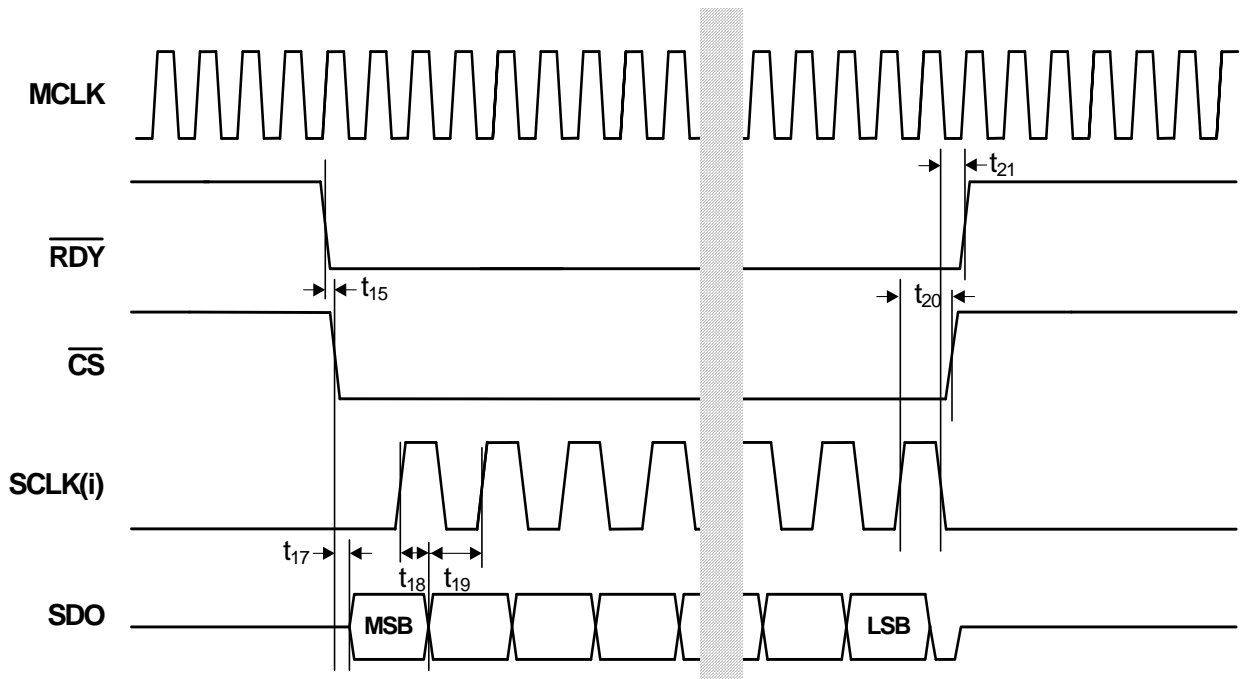 MCLK
t21
RDY
t15
t20
CS
SCLK(i)
t17
t18
t19
SDO
MSB
LSB